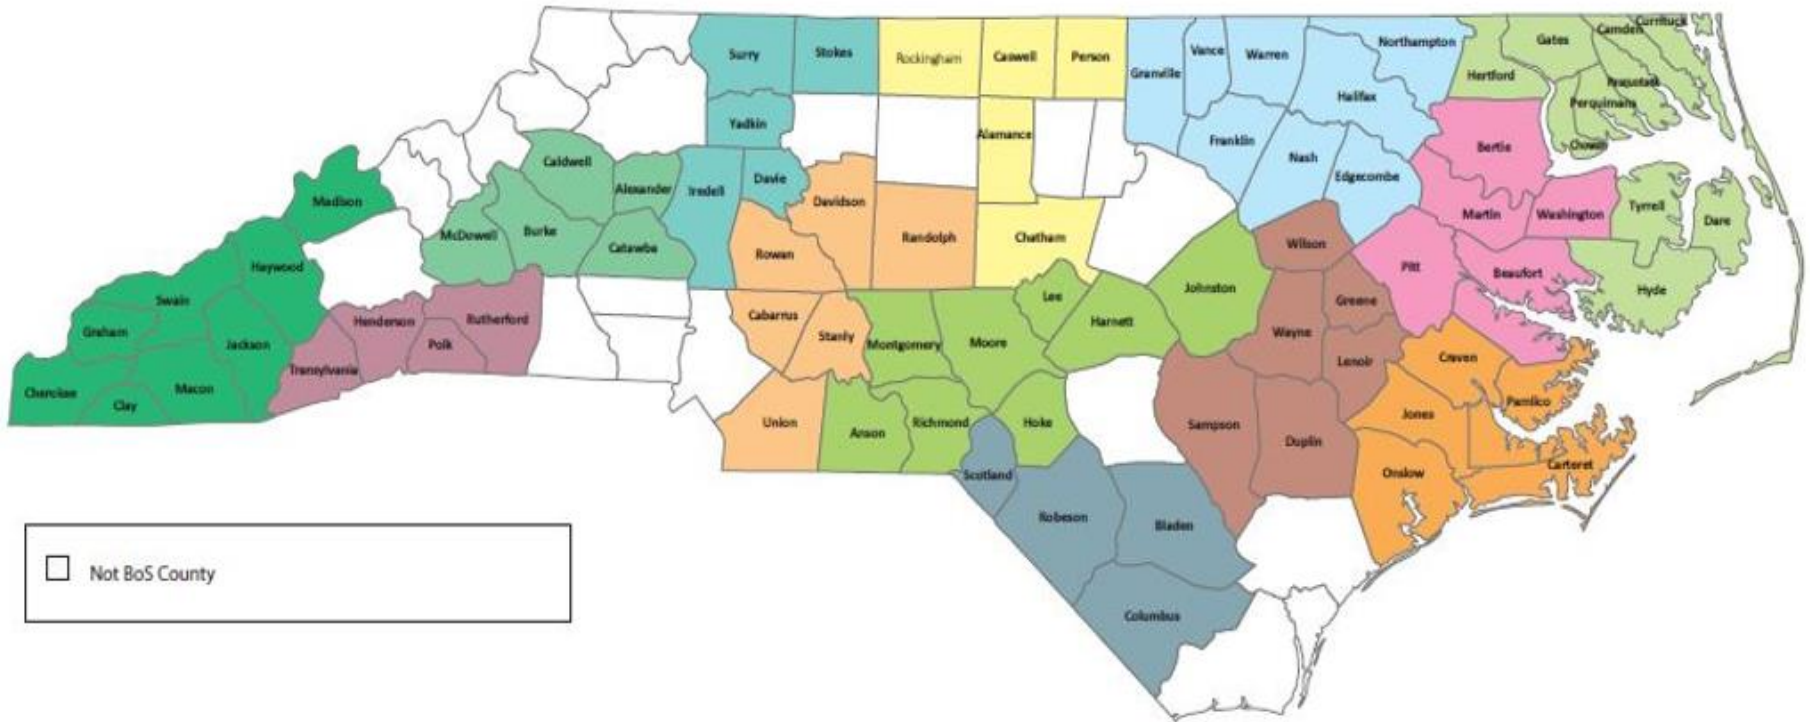 Currituck
Camden
Gates
Northampton
Surry
Stokes
Rockingham
Caswell
Person
Granville
Vance
Warren
Hertford
Pasquotank
Perquimans
Halifax
Yadkin
Alamance
Franklin
Chowan
Bertie
Nash
Edgecombe
Caldwell
Alexander
Iredell
Davie
Davidson
Madison
McDowell
Burke
Catawba
Rowan
Randolph
Chatham
Wilson
Martin
Washington
Tyrrell
Dare
Haywood
Pitt
Beaufort
Hyde
Swain
Johnston
Lee
Greene
Graham
Jackson
Henderson
Rutherford
Polk
Cabarrus
Stanly
Montgomery
Moore
Harnett
Wayne
Lenoir
Craven
Transylvania
Cherokee
Clay
Macon
Union
Anson
Richmond
Hoke
Sampson
Duplin
Jones
Pamlico
Scotland
Onslow
Carteret
Robeson
Bladen
Columbus
Not BoS County